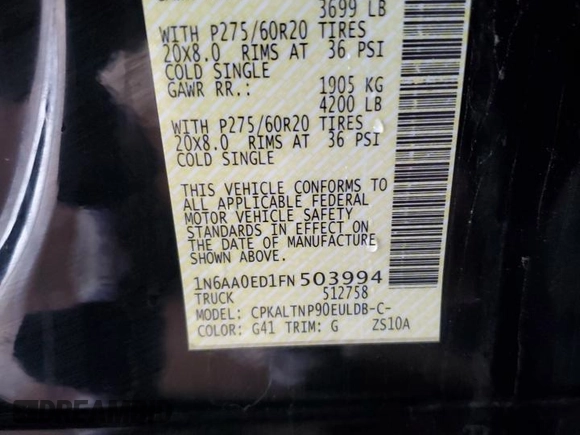 3699 LB
WITH P275/60R20 TIRES
20X8.0 RIMS AT 36 PSI
COLD SINGLE
GAWR RR.: 1905 KG
4200 LB
WITH P275/60R20 TIRES
20X8.0 RIMS AT 36 PSI
COLD SINGLE
THIS VEHICLE CONFORMS TO
ALL APPLICABLE FEDERAL
MOTOR VEHICLE SAFETY
STANDARDS IN EFFECT ON
THE DATE OF MANUFACTURE
SHOWN ABOVE.
1N6AA0ED1FN503994
TRUCK 512758
MODEL: CPKALTNP90EULDB-C-
COLOR: G41 TRIM: G ZS10A